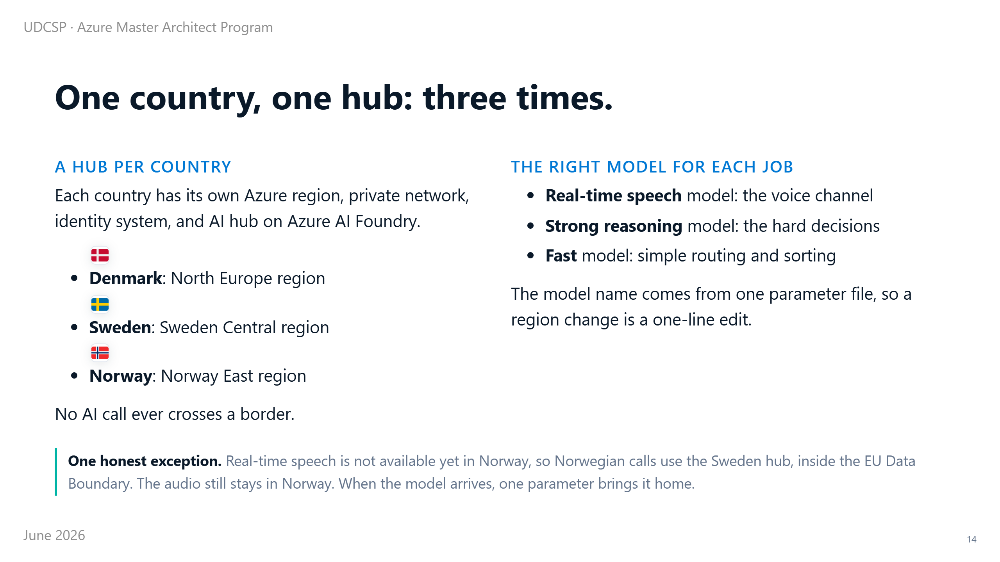 UDCSP · Azure Master Architect Program
One country, one hub: three times.
A HUB PER COUNTRY
Each country has its own Azure region, private network,
identity system, and AI hub on Azure AI Foundry.
• Denmark: North Europe region
• Sweden: Sweden Central region
• Norway: Norway East region
No AI call ever crosses a border.
THE RIGHT MODEL FOR EACH JOB
• Real-time speech model: the voice channel
• Strong reasoning model: the hard decisions
• Fast model: simple routing and sorting
The model name comes from one parameter file, so a
region change is a one-line edit.
One honest exception. Real-time speech is not available yet in Norway, so Norwegian calls use the Sweden hub, inside the EU Data
Boundary. The audio still stays in Norway. When the model arrives, one parameter brings it home.
June 2026
14